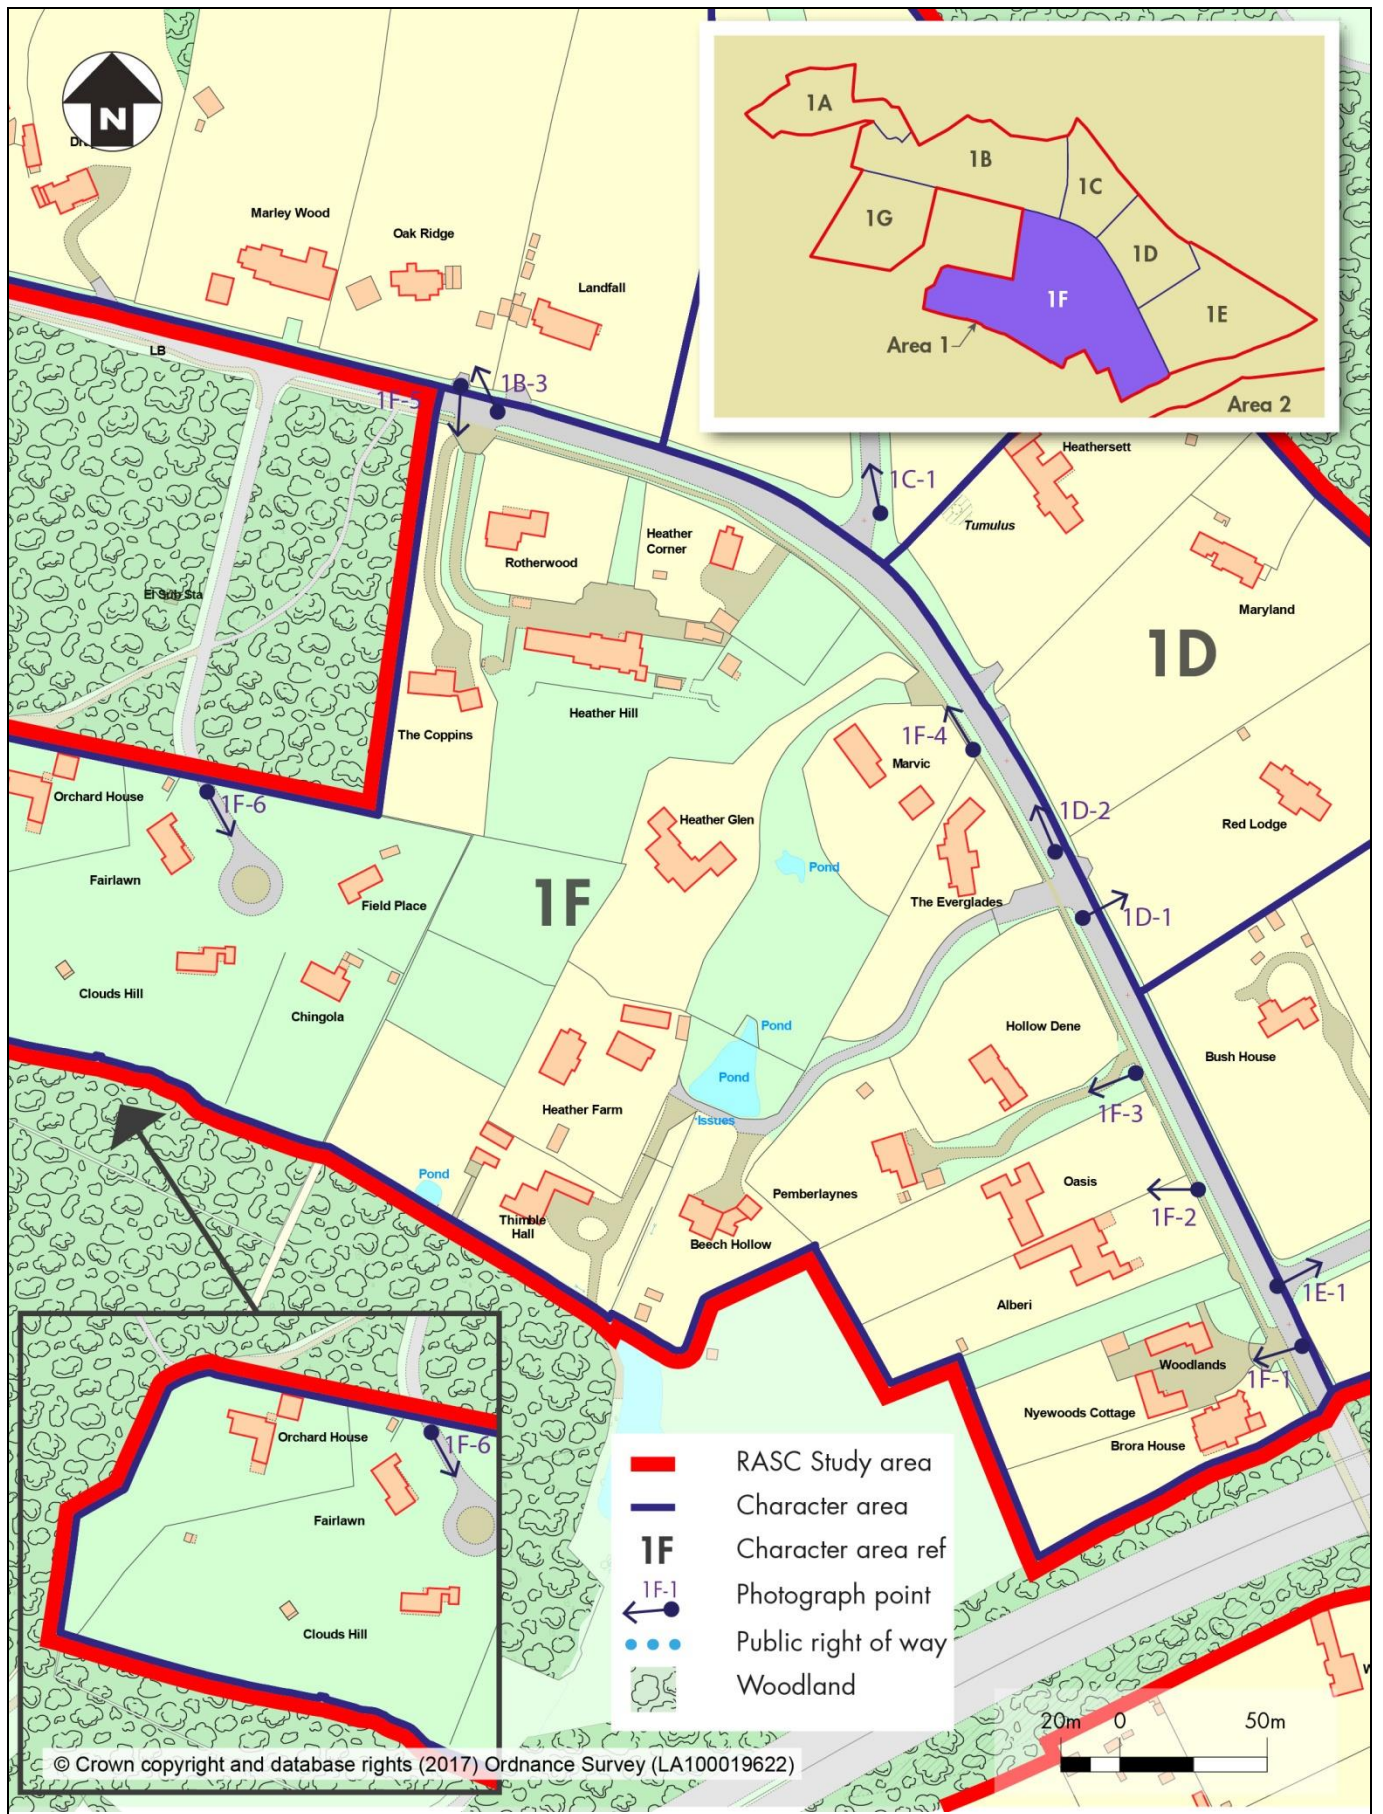 N
1A
1B
1C
1G
1D
1F
1E
Area 1
Area 2
Marley Wood
Oak Ridge
Landfall
LB
1F-5
1B-3
Heathersett
1C-1
Tumulus
Heather
Corner
Rotherwood
El Sub Sta
Maryland
1D
The Coppins
Heather Hill
1F-4
Marvic
Orchard House
1F-6
Heather Glen
1D-2
Red Lodge
Pond
Fairlawn
Field Place
1F
The Everglades
1D-1
Clouds Hill
Chingola
Pond
Hollow Dene
Bush House
Pond
Heather Farm
Issues
1F-3
Pond
Pemberlaynes
Oasis
1F-2
Thimble
Hall
Beech Hollow
1E-1
Alberi
Woodlands
1F-1
Nyewoods Cottage
Brora House
Orchard House
1F-6
Fairlawn
Clouds Hill
RASC Study area
Character area
1F
Character area ref
1F-1
Photograph point
Public right of way
Woodland
20m
0
50m
© Crown copyright and database rights (2017) Ordnance Survey (LA100019622)